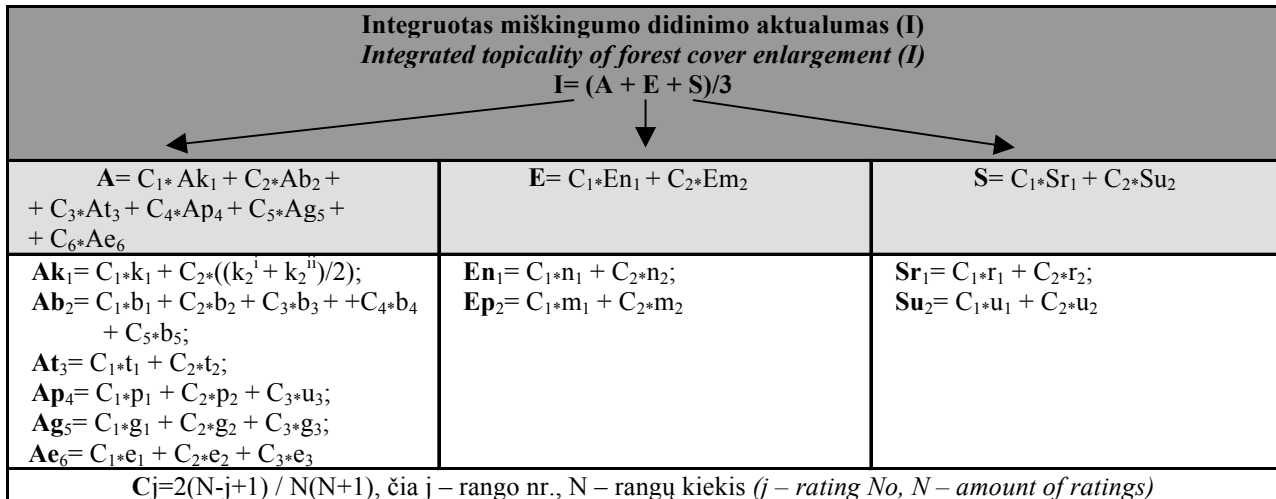 Integruotas miškingumo didinimo aktualumas (I)
Integrated topicality of forest cover enlargement (I)
I= (A + E + S)/3
A= C₁* Ak₁ + C₂*Ab₂ +
+ C₃*At₃ + C₄*Ap₄ + C₅*Ag₅ +
+ C₆*Ae₆
E= C₁*En₁ + C₂*Em₂
S= C₁*Sr₁ + C₂*Su₂
Ak₁= C₁*k₁ + C₂*((k₂ⁱ + k₂ⁱⁱ)/2);
Ab₂= C₁*b₁ + C₂*b₂ + C₃*b₃ + +C₄*b₄
+ C₅*b₅;
At₃= C₁*t₁ + C₂*t₂;
Ap₄= C₁*p₁ + C₂*p₂ + C₃*u₃;
Ag₅= C₁*g₁ + C₂*g₂ + C₃*g₃;
Ae₆= C₁*e₁ + C₂*e₂ + C₃*e₃
En₁= C₁*n₁ + C₂*n₂;
Ep₂= C₁*m₁ + C₂*m₂
Sr₁= C₁*r₁ + C₂*r₂;
Su₂= C₁*u₁ + C₂*u₂
Cj=2(N-j+1) / N(N+1), čia j – rango nr., N – rangų kiekis (j – rating No, N – amount of ratings)